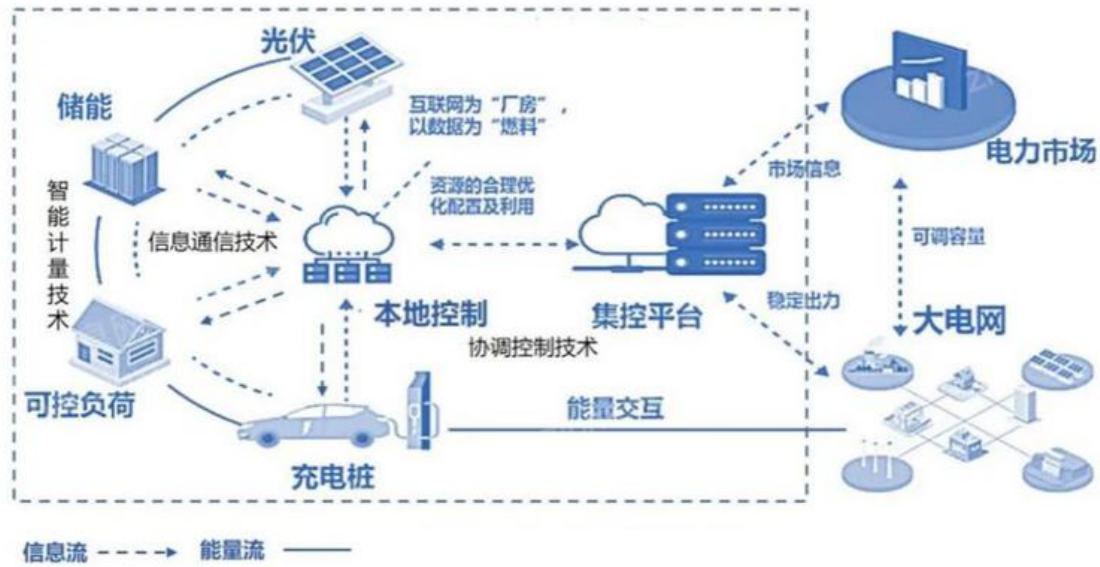 光伏
储能
互联网为“厂房”，
以数据为“燃料”
电力市场
市场信息
资源的合理优
化配置及利用
智能计量技术
信息通信技术
可调容量
本地控制
集控平台
稳定出力
大电网
协调控制技术
可控负荷
能量交互
充电桩
信息流
能量流